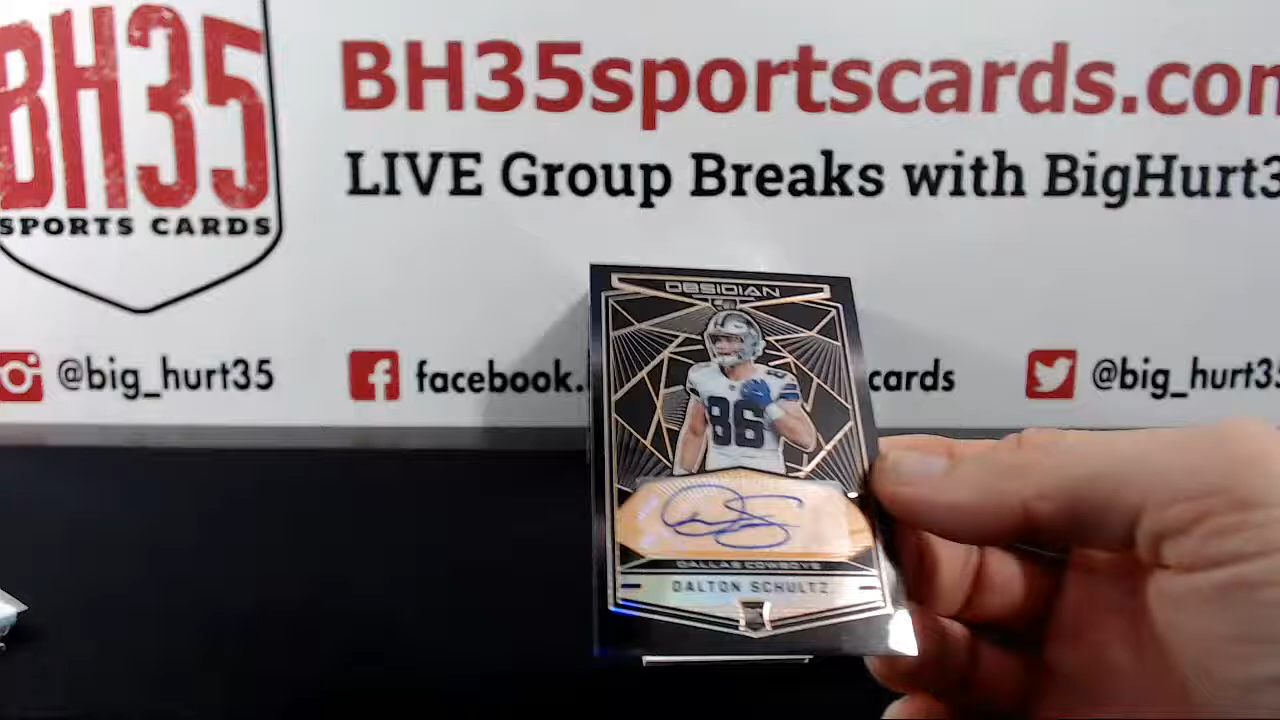 BH35
SPORTS CARDS
BH35sportscards.com
LIVE Group Breaks with BigHurt3
@big_hurt35
facebook.
cards
@big_hurt35
OBSIDIAN
86
DALLAS COWBOYS
DALTON SCHULTZ